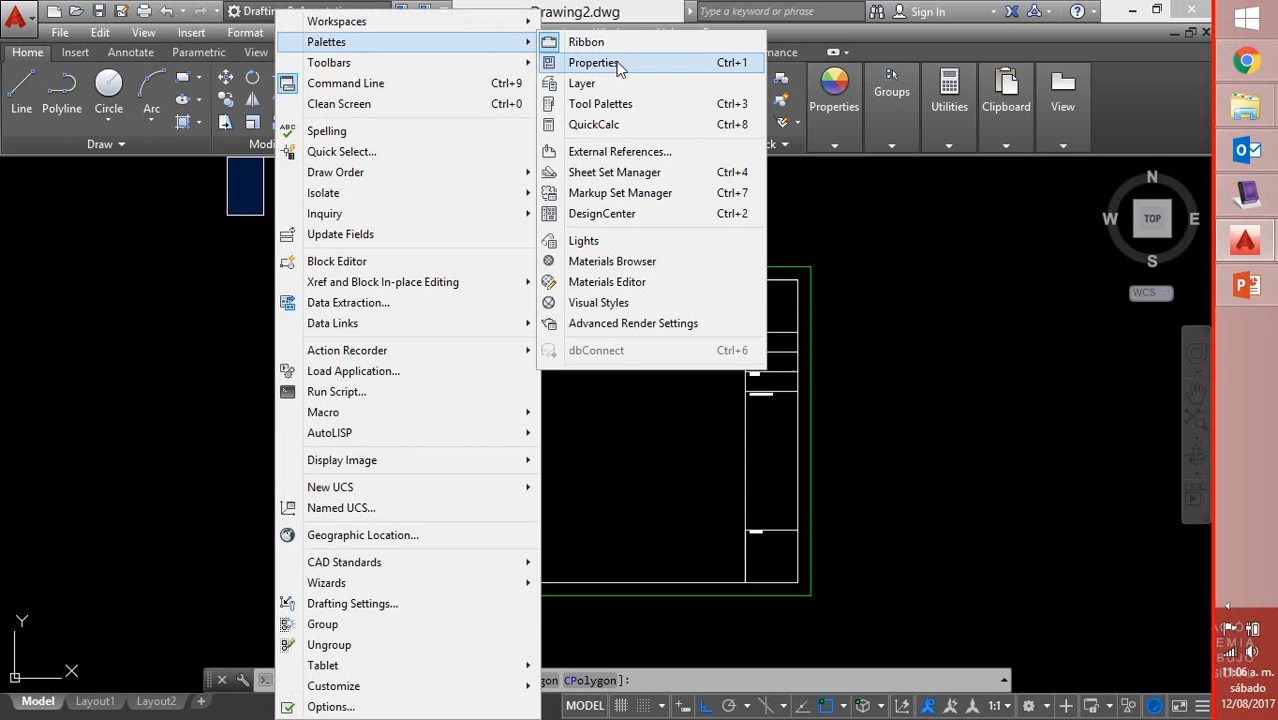 Drawing2.dwg
Type a keyword or phrase
Sign In
File
Edit
View
Insert
Format
Home
Insert
Annotate
Parametric
Line
Polyline
Circle
Arc
Draw
Properties
Groups
Utilities
Clipboard
View
Workspaces
Palettes
Toolbars
Command Line Ctrl+9
Clean Screen Ctrl+0
Spelling
Quick Select...
Draw Order
Isolate
Inquiry
Update Fields
Block Editor
Xref and Block In-place Editing
Data Extraction...
Data Links
Action Recorder
Load Application...
Run Script...
Macro
AutoLISP
Display Image
New UCS
Named UCS...
Geographic Location...
CAD Standards
Wizards
Drafting Settings...
Group
Ungroup
Tablet
Customize
Options...
Ribbon
Properties Ctrl+1
Layer
Tool Palettes Ctrl+3
QuickCalc Ctrl+8
External References...
Sheet Set Manager Ctrl+4
Markup Set Manager Ctrl+7
DesignCenter Ctrl+2
Lights
Materials Browser
Materials Editor
Visual Styles
Advanced Render Settings
dbConnect Ctrl+6
N
W TOP E
S
WCS
Y
X
CPolygon]:
Model Layout1 Layout2 +
MODEL
1:1
11:06 a. m.
sábado
12/08/2017